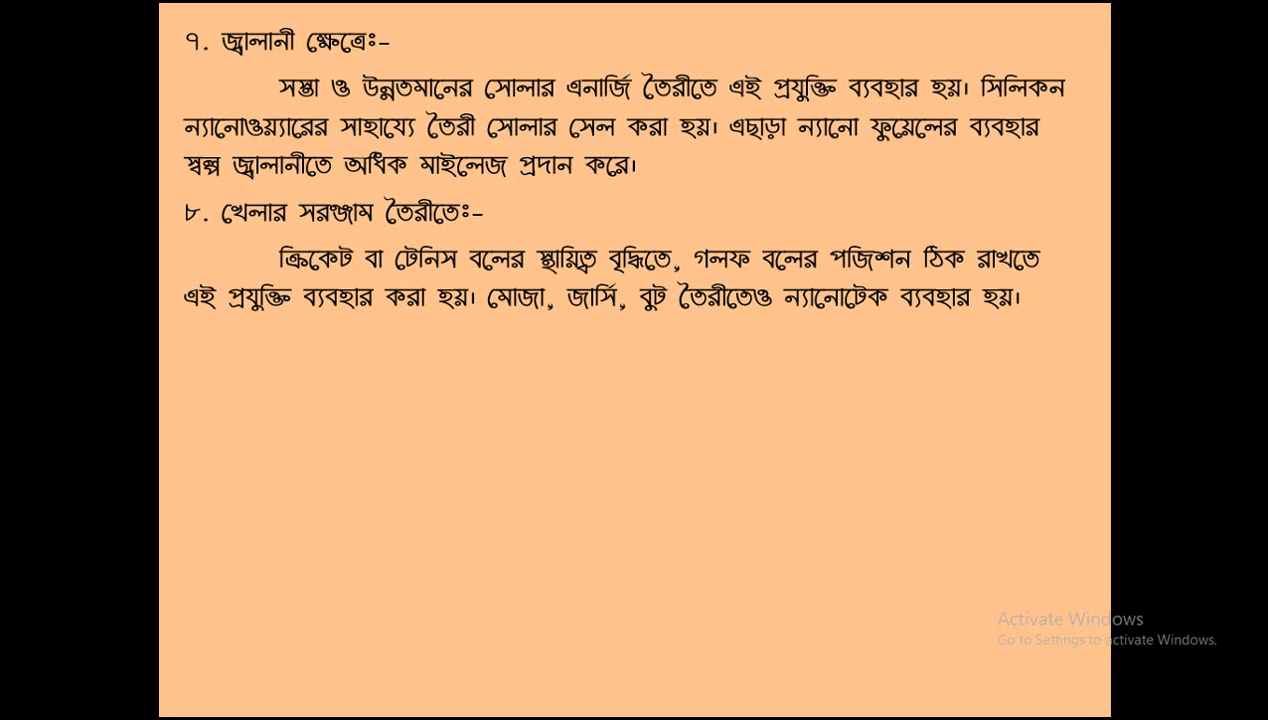 ৭. জ্বালানী ক্ষেত্রেঃ-
সস্তা ও উন্নতমানের সোলার এনার্জি তৈরীতে এই প্রযুক্তি ব্যবহার হয়। সিলিকন
ন্যানোওয়্যারের সাহায্যে তৈরী সোলার সেল করা হয়। এছাড়া ন্যানো ফুয়েলের ব্যবহার
স্বল্প জ্বালানীতে অধিক মাইলেজ প্রদান করে।
৮. খেলার সরঞ্জাম তৈরীতেঃ-
ক্রিকেট বা টেনিস বলের স্থায়িত্ব বৃদ্ধিতে, গলফ বলের পজিশন ঠিক রাখতে
এই প্রযুক্তি ব্যবহার করা হয়। মোজা, জার্সি, বুট তৈরীতেও ন্যানোটেক ব্যবহার হয়।
Activate Windows
Go to Settings to activate Windows.